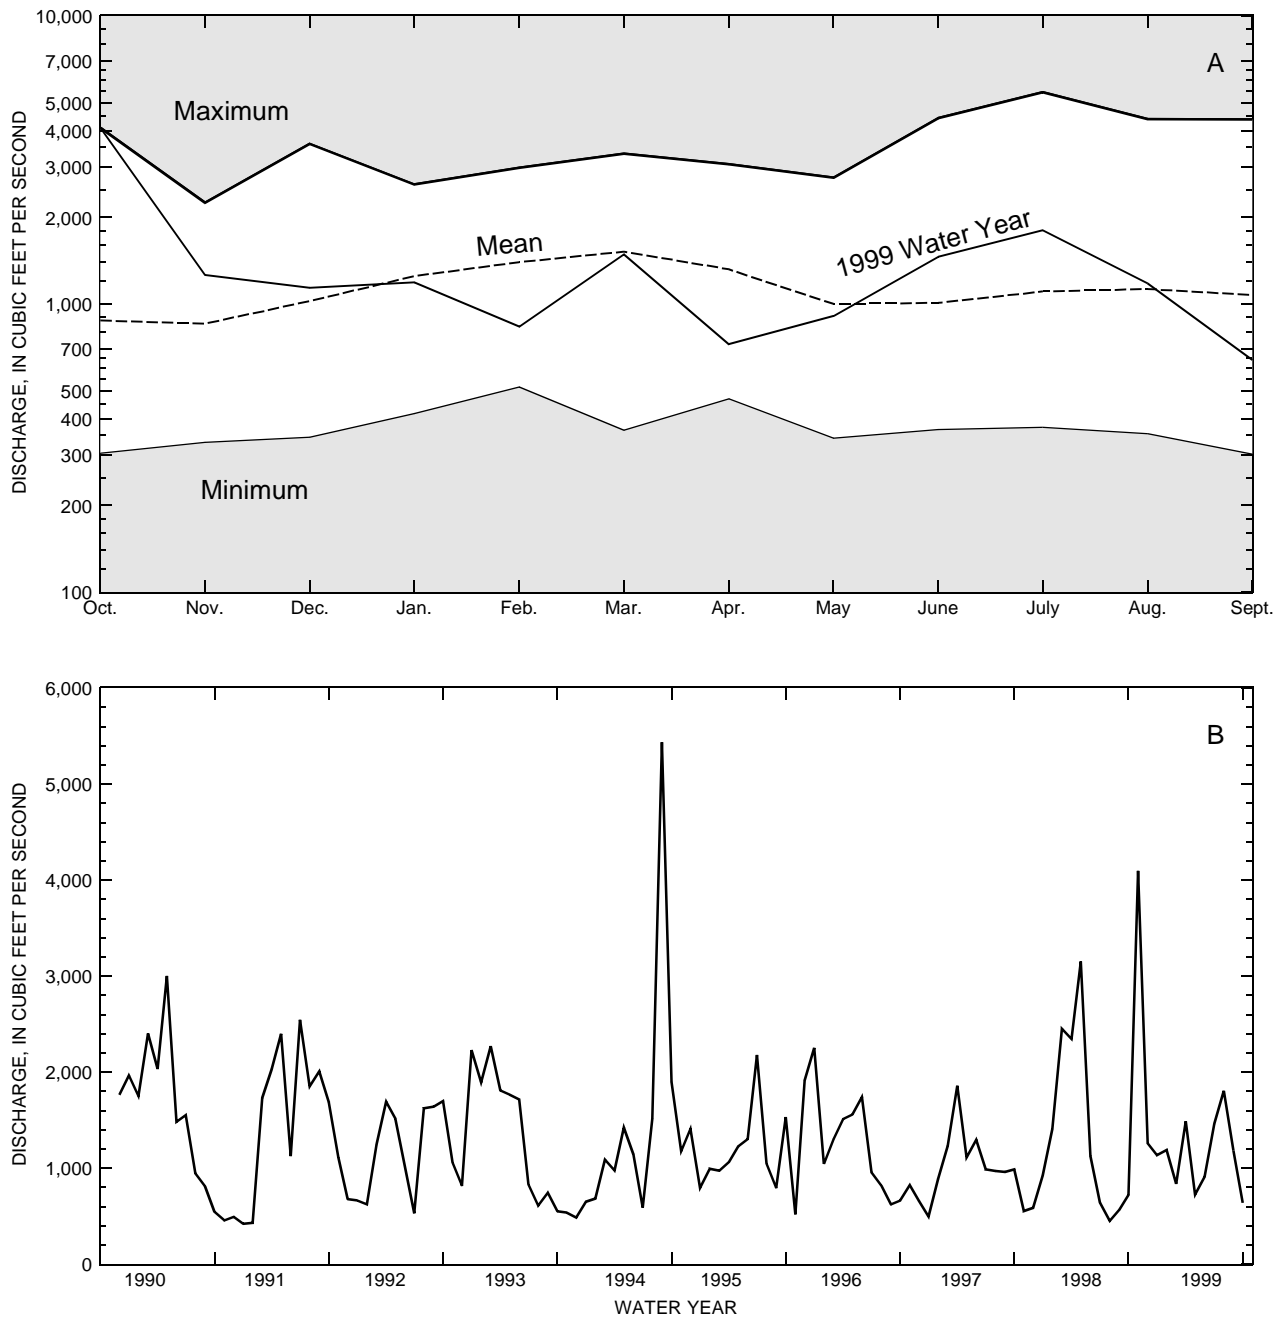 10,000
7,000
5,000
4,000
3,000
2,000
1,000
700
500
400
300
200
100
DISCHARGE, IN CUBIC FEET PER SECOND
A
Maximum
Mean
1999 Water Year
Minimum
Oct. Nov. Dec. Jan. Feb. Mar. Apr. May June July Aug. Sept.
6,000
5,000
4,000
3,000
2,000
1,000
0
DISCHARGE, IN CUBIC FEET PER SECOND
B
1990 1991 1992 1993 1994 1995 1996 1997 1998 1999
WATER YEAR